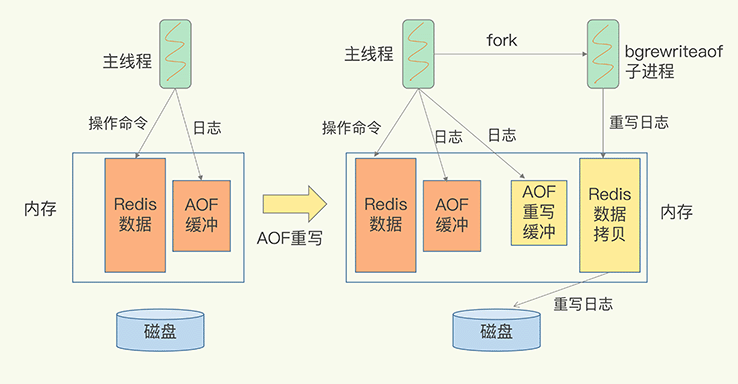 主线程
操作命令
日志
内存
Redis
数据
AOF
缓冲
磁盘
AOF重写
主线程
fork
bgrewriteaof
子进程
操作命令
日志
日志
重写日志
Redis
数据
AOF
缓冲
AOF
重写
缓冲
Redis
数据
拷贝
内存
重写日志
磁盘